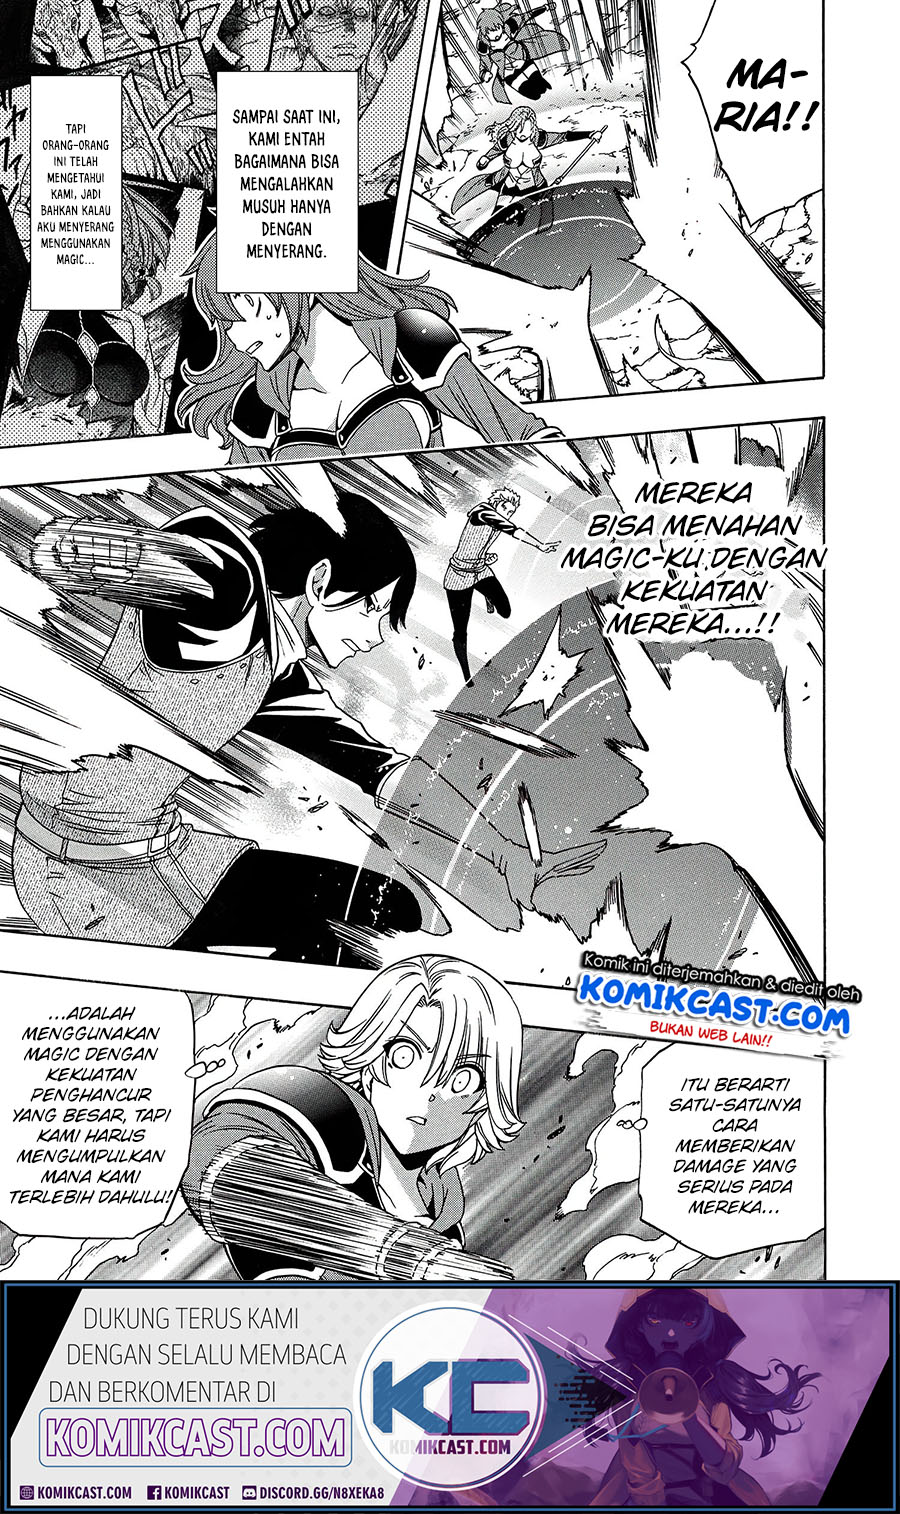 MA-
RIA!!
SAMPAI SAAT INI,
KAMI ENTAH
BAGAIMANA BISA
MENGALAHKAN
MUSUH HANYA
DENGAN
MENYERANG.
TAPI
ORANG-ORANG
INI TELAH
MENGETAHUI
KAMI, JADI
BAHKAN KALAU
AKU MENYERANG
MENGGUNAKAN
MAGIC...
MEREKA
BISA MENAHAN
MAGIC-KU DENGAN
KEKUATAN
MEREKA...!!
Komik ini diterjemahkan & diedit oleh
KOMIKCAST.COM
BUKAN WEB LAIN!!
ITU BERARTI
SATU-SATUNYA
CARA
MEMBERIKAN
DAMAGE YANG
SERIUS PADA
MEREKA...
...ADALAH
MENGGUNAKAN
MAGIC DENGAN
KEKUATAN
PENGHANCUR
YANG BESAR, TAPI
KAMI HARUS
MENGUMPULKAN
MANA KAMI
TERLEBIH DAHULU!
DUKUNG TERUS KAMI
DENGAN SELALU MEMBACA
DAN BERKOMENTAR DI
KOMIKCAST.COM
KC
KOMIKCAST.COM
KOMIKCAST.COM
KOMIKCAST
DISCORD.GG/N8XEKA8